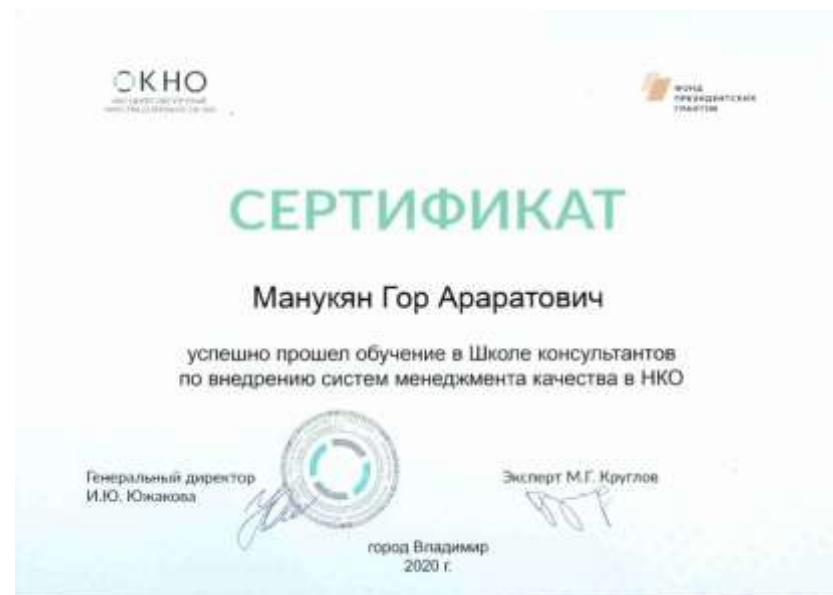 ОКНО
ФОНД
ПРЕЗИДЕНТСКИХ
ГРАНТОВ
СЕРТИФИКАТ
Манукян Гор Араратович
успешно прошел обучение в Школе консультантов
по внедрению систем менеджмента качества в НКО
Генеральный директор
И.Ю. Южакова
Эксперт М.Г. Круглов
город Владимир
2020 г.